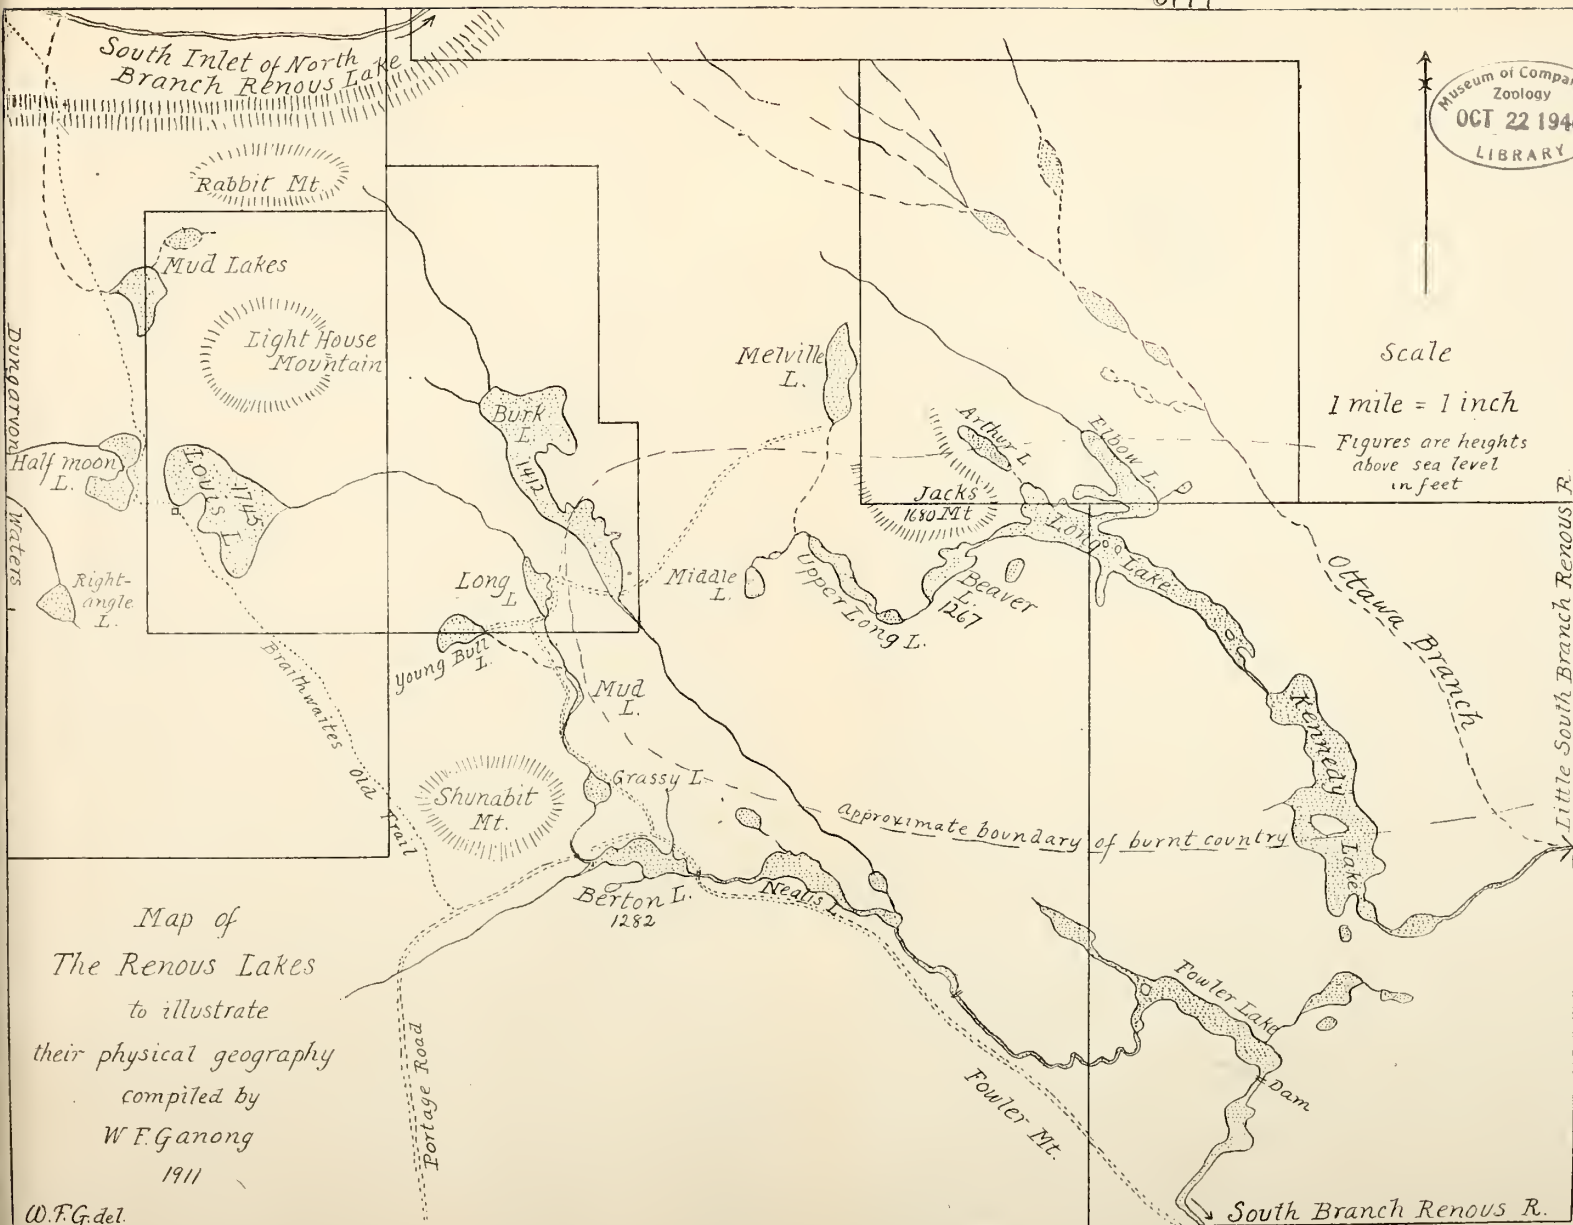 South Inlet of North
Branch Renous Lake
Rabbit Mt.
Mud Lakes
Light House
Mountain
Dungarvon
Waters
Half moon
L.
Louis L
1745
Right-
angle
L.
Braithwaites Old Trail
Burk
L
1412
Long
L
Young Bull
L.
Mud
L.
Shunabit
Mt.
Grassy L
Berton L.
1282
Nealis L.
Portage Road
Melville
L.
Middle
L.
Upper Long L.
Arthur L
Jacks
1680 Mt
Beaver
L.
1267
Elbow L.
Long Lake
Kennedy Lake
Ottawa Branch
Little South Branch Renous R.
Approximate boundary of burnt country
Fowler Lake
Dam
Fowler Mt.
South Branch Renous R.
Museum of Compa
Zoology
OCT 22 194
LIBRARY
Scale
1 mile = 1 inch
Figures are heights
above sea level
in feet
Map of
The Renous Lakes
to illustrate
their physical geography
compiled by
W F. Ganong
1911
W.F.G. del.